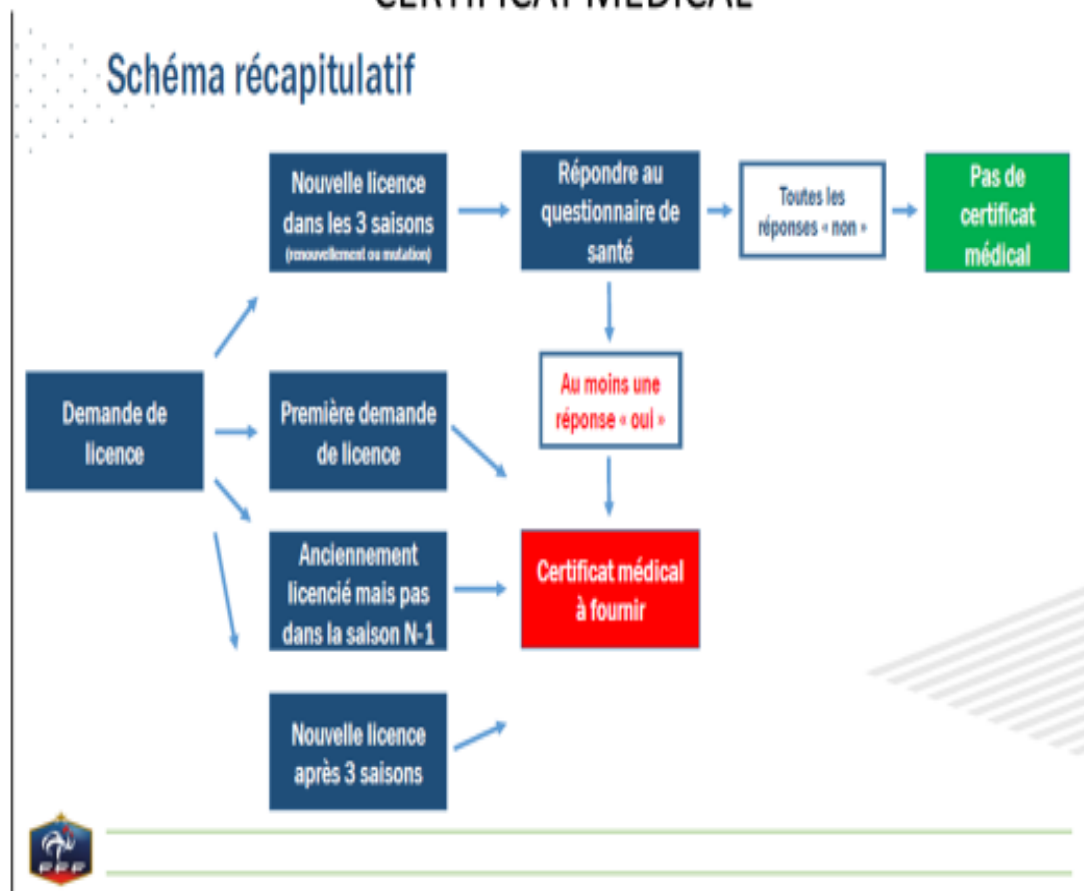 CERTIFICAT MEDICAL
Schéma récapitulatif
Nouvelle licence
dans les 3 saisons
(renouvellement ou mutation)
Répondre au
questionnaire de
santé
Toutes les
réponses « non »
Pas de
certificat
médical
Au moins une
réponse « oui »
Demande de
licence
Première demande
de licence
Anciennement
licencié mais pas
dans la saison N-1
Certificat médical
à fournir
Nouvelle licence
après 3 saisons
FFF